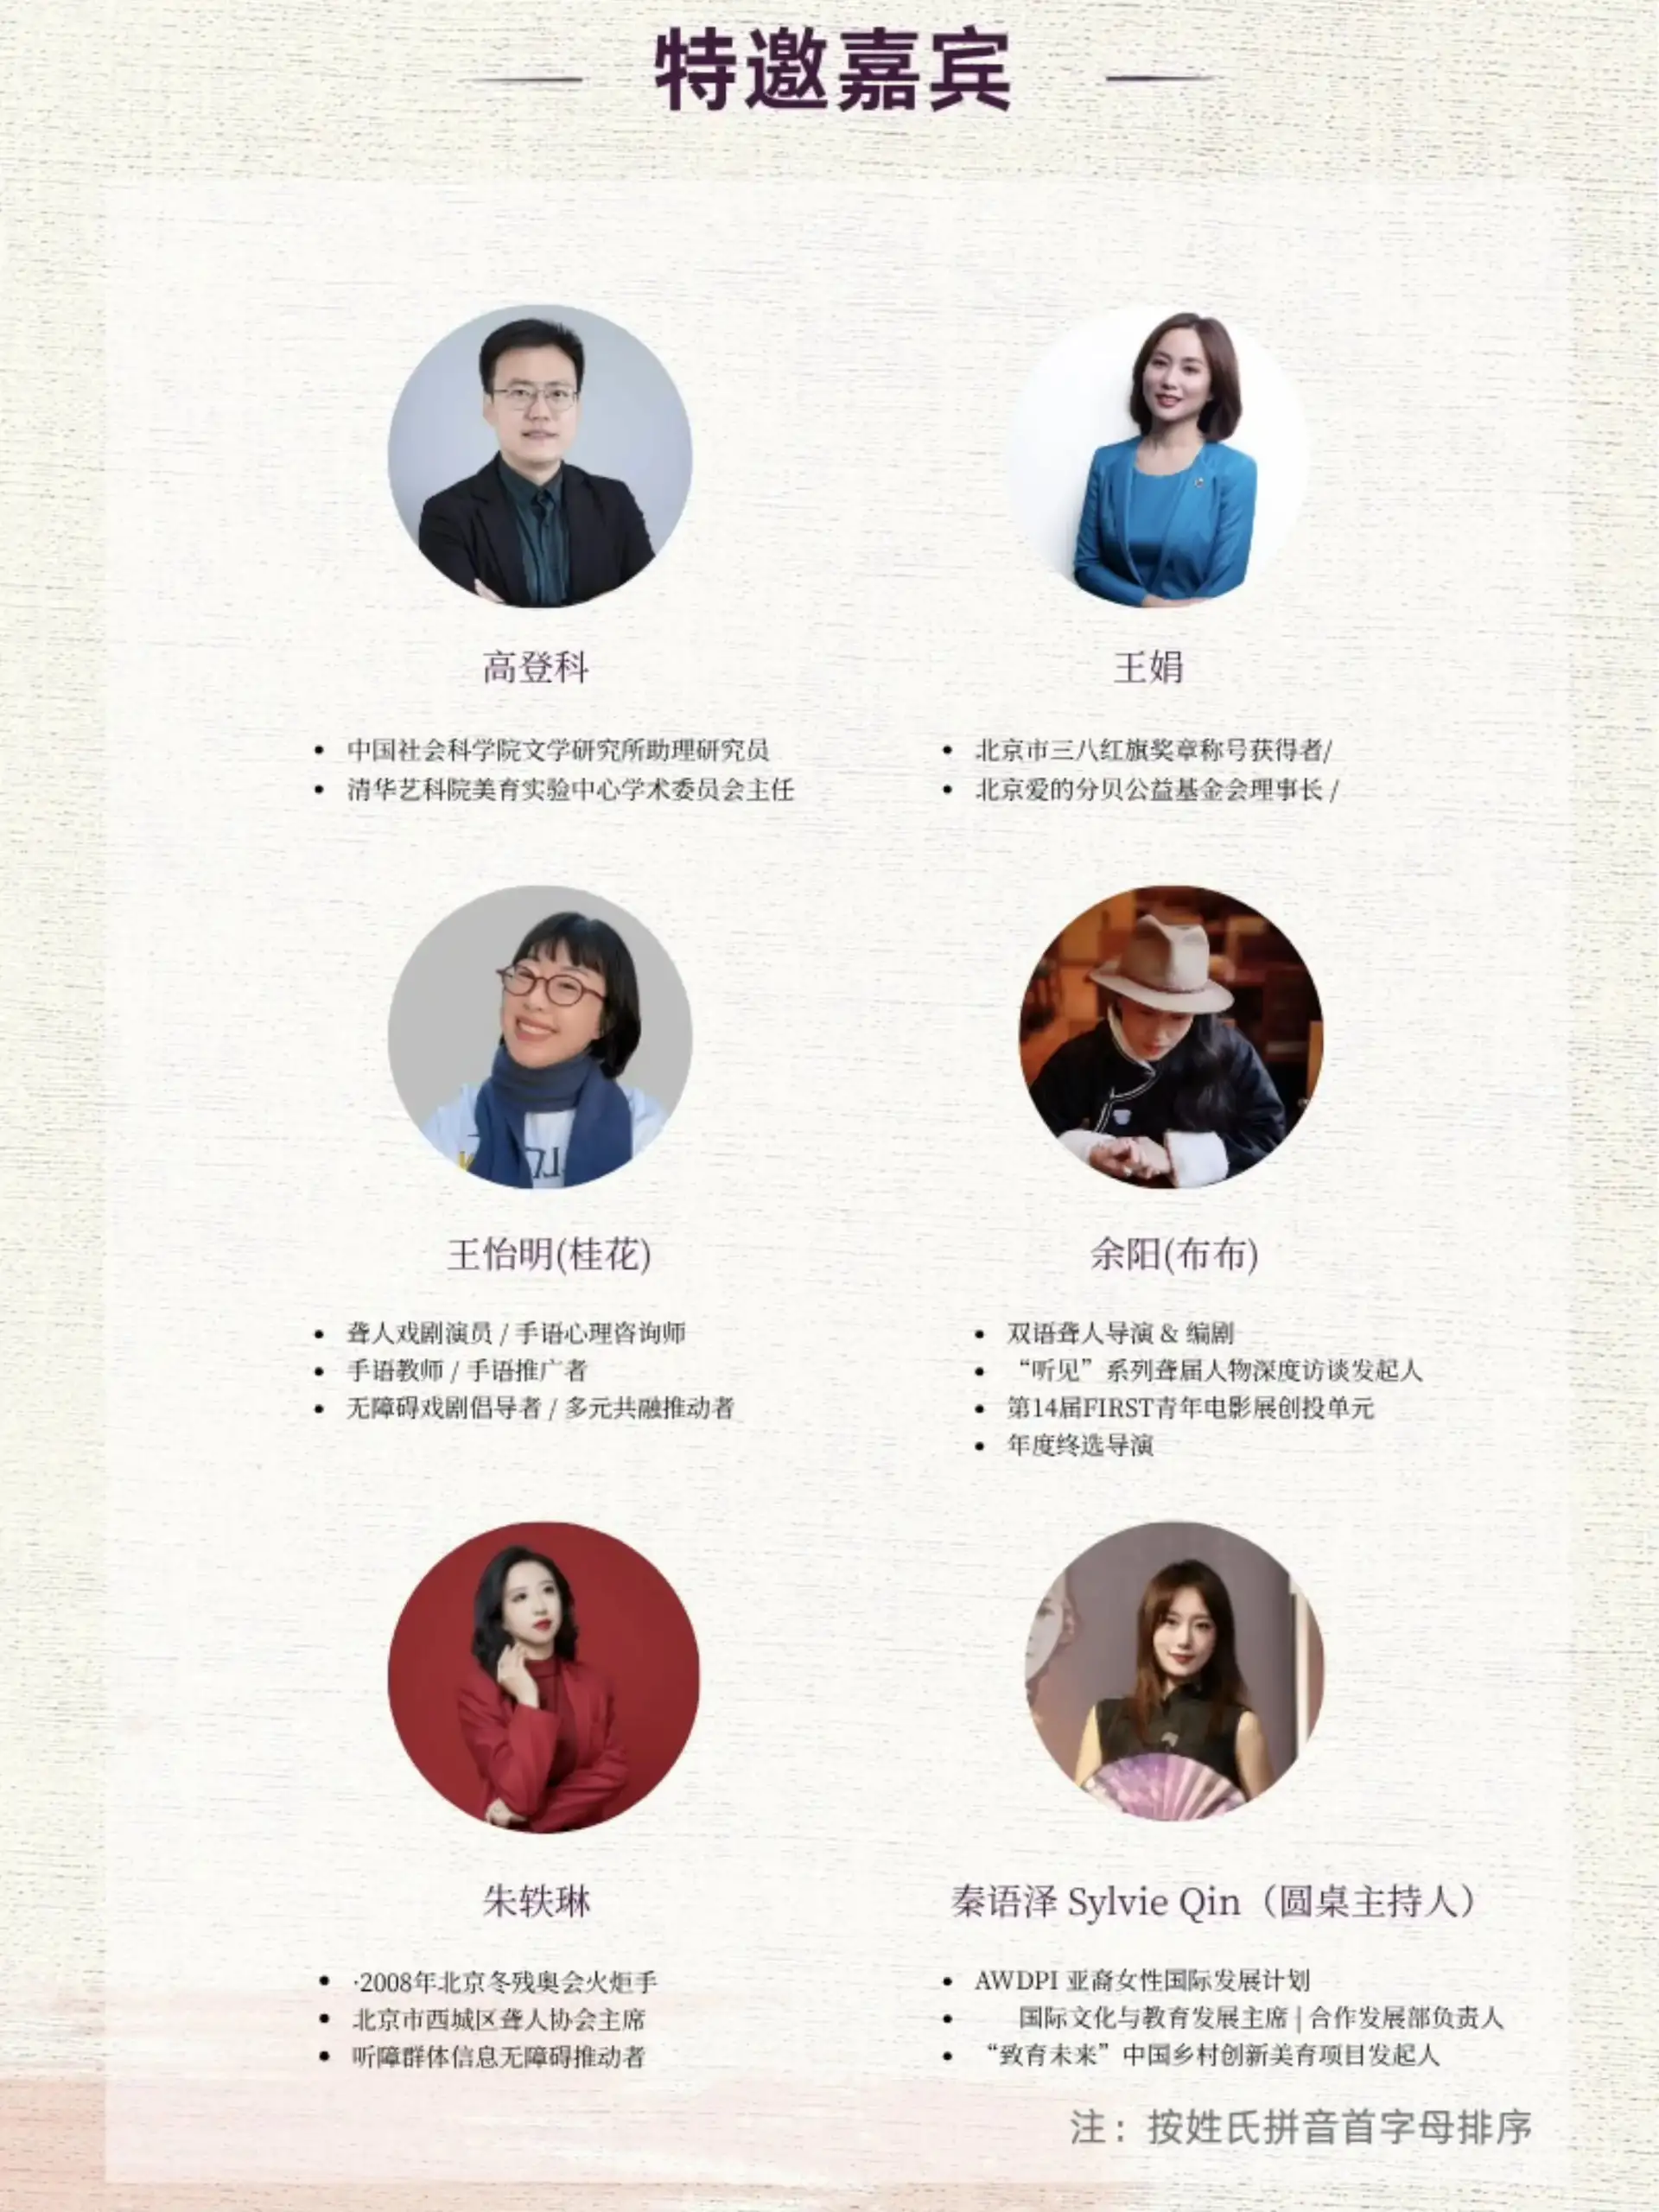 特邀嘉宾
高登科
• 中国社会科学院文学研究所助理研究员
• 清华艺科院美育实验中心学术委员会主任
王娟
• 北京市三八红旗奖章称号获得者/
• 北京爱的分贝公益基金会理事长 /
王怡明(桂花)
• 聋人戏剧演员 / 手语心理咨询师
• 手语教师 / 手语推广者
• 无障碍戏剧倡导者 / 多元共融推动者
余阳(布布)
• 双语聋人导演 & 编剧
• “听见”系列聋届人物深度访谈发起人
• 第14届FIRST青年电影展创投单元
• 年度终选导演
朱轶琳
• ·2008年北京冬残奥会火炬手
• 北京市西城区聋人协会主席
• 听障群体信息无障碍推动者
秦语泽 Sylvie Qin（圆桌主持人）
• AWDPI 亚裔女性国际发展计划
• 国际文化与教育发展主席 | 合作发展部负责人
• “致育未来”中国乡村创新美育项目发起人
注：按姓氏拼音首字母排序